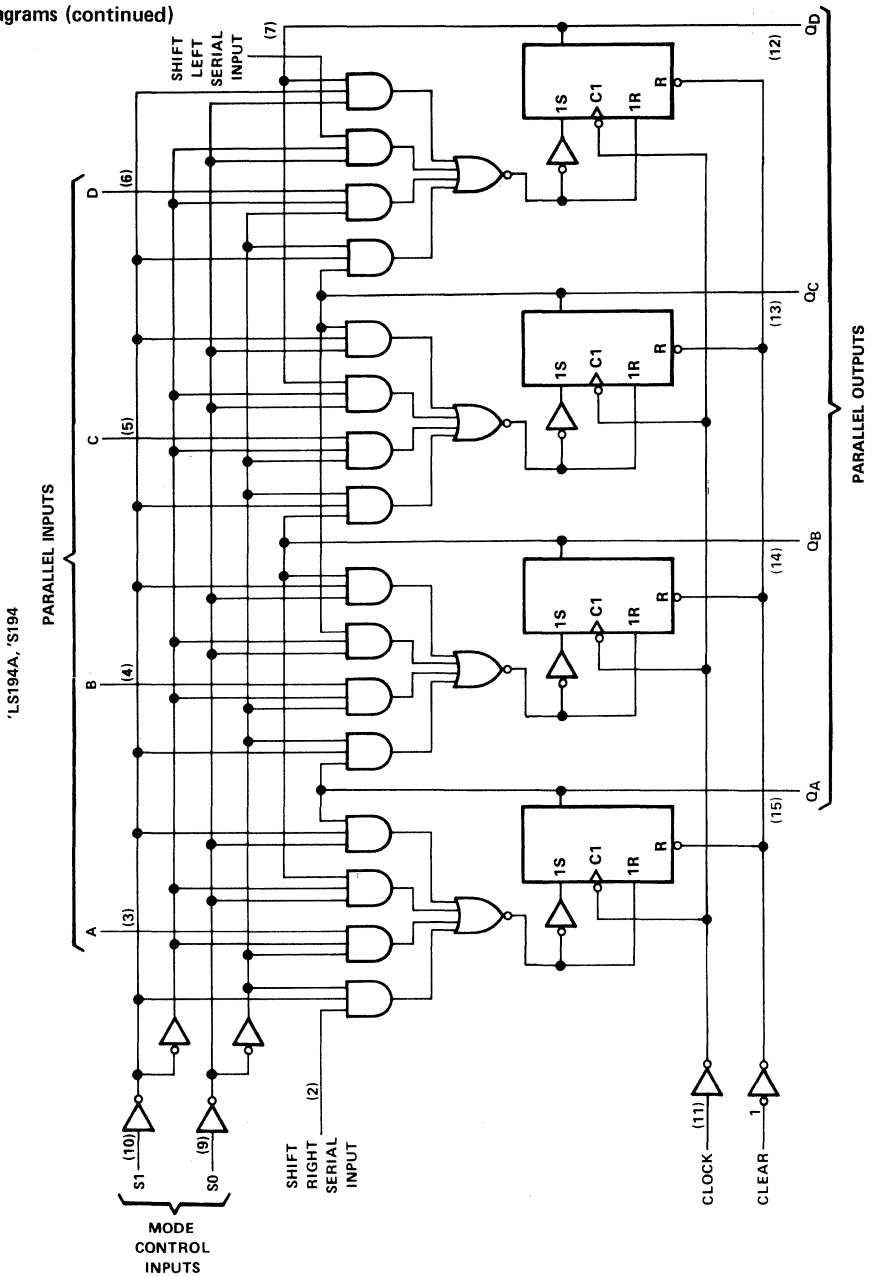 agrams (continued)
'LS194A, 'S194
PARALLEL INPUTS
A
B
C
D
(3)
(4)
(5)
(6)
(7)
SHIFT
LEFT
SERIAL
INPUT
S1
(10)
S0
(9)
MODE
CONTROL
INPUTS
SHIFT
RIGHT
SERIAL
INPUT
(2)
CLOCK
(11)
CLEAR
1
1S
C1
1R
R
1S
C1
1R
R
1S
C1
1R
R
1S
C1
1R
R
(15)
QA
(14)
QB
(13)
QC
(12)
QD
PARALLEL OUTPUTS